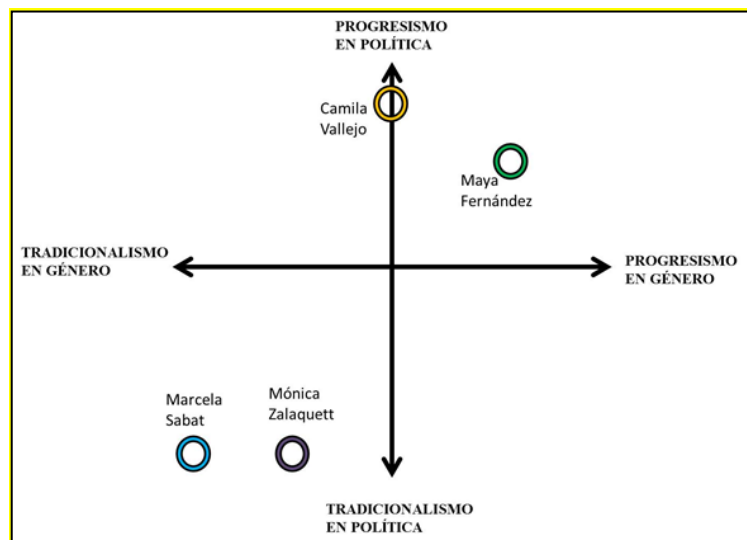 PROGRESISMO
EN POLÍTICA
Camila
Vallejo
Maya
Fernández
TRADICIONALISMO
EN GÉNERO
PROGRESISMO
EN GÉNERO
Marcela
Sabat
Mónica
Zalaquett
TRADICIONALISMO
EN POLÍTICA